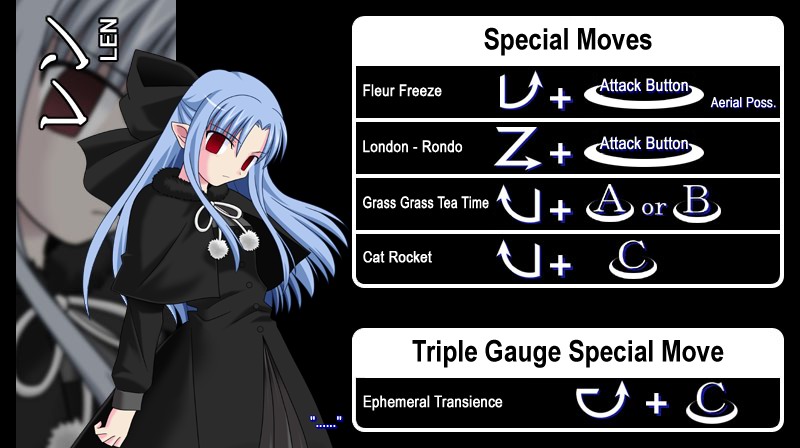 レン
LEN
Special Moves
Fleur Freeze + Attack Button Aerial Poss.
London - Rondo + Attack Button
Grass Grass Tea Time + A or B
Cat Rocket + C
Triple Gauge Special Move
Ephemeral Transience + C
"......"